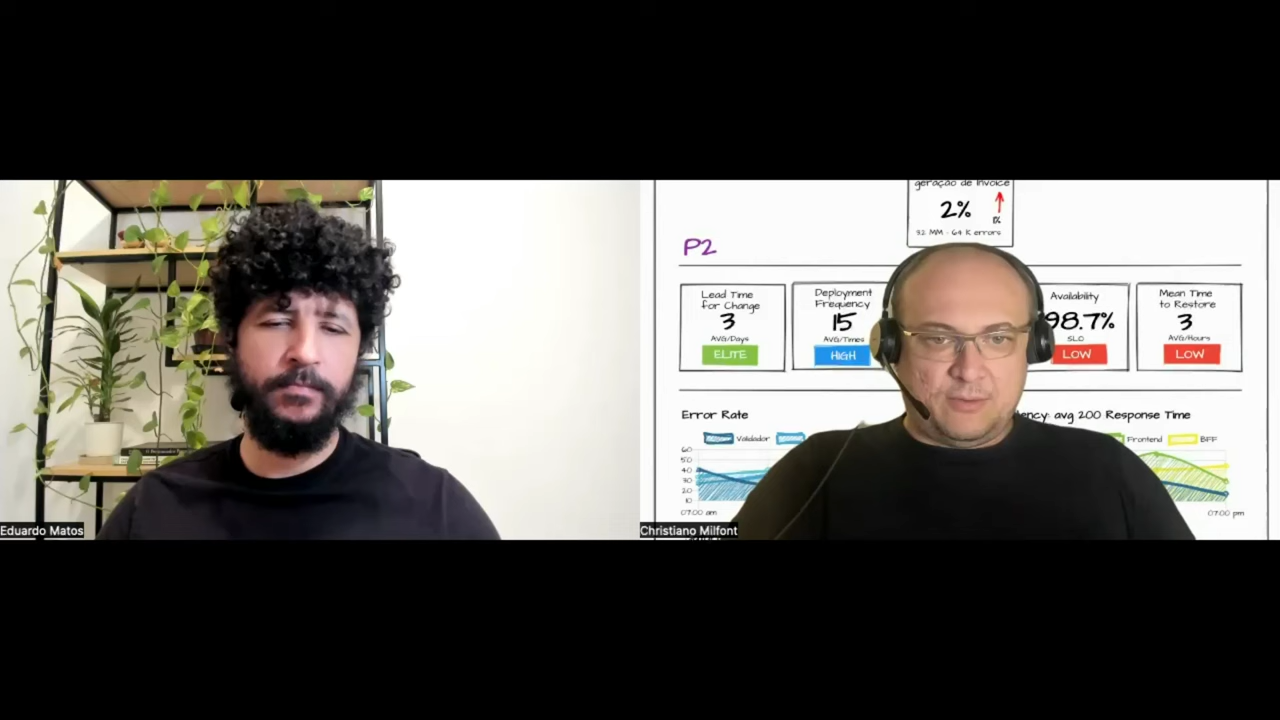 geração de Invoice
2%
1%
32 MM - 64 K errors
P2
Lead Time
for Change
3
AVG/Days
ELITE
Deployment
Frequency
15
AVG/Times
HIGH
Availability
98.7%
SLO
LOW
Mean Time
to Restore
3
AVG/Hours
LOW
Error Rate
Validador
60
50
40
30
20
10
07:00 am
avg 200 Response Time
Frontend
BFF
07:00 pm
Eduardo Matos
Christiano Milfont